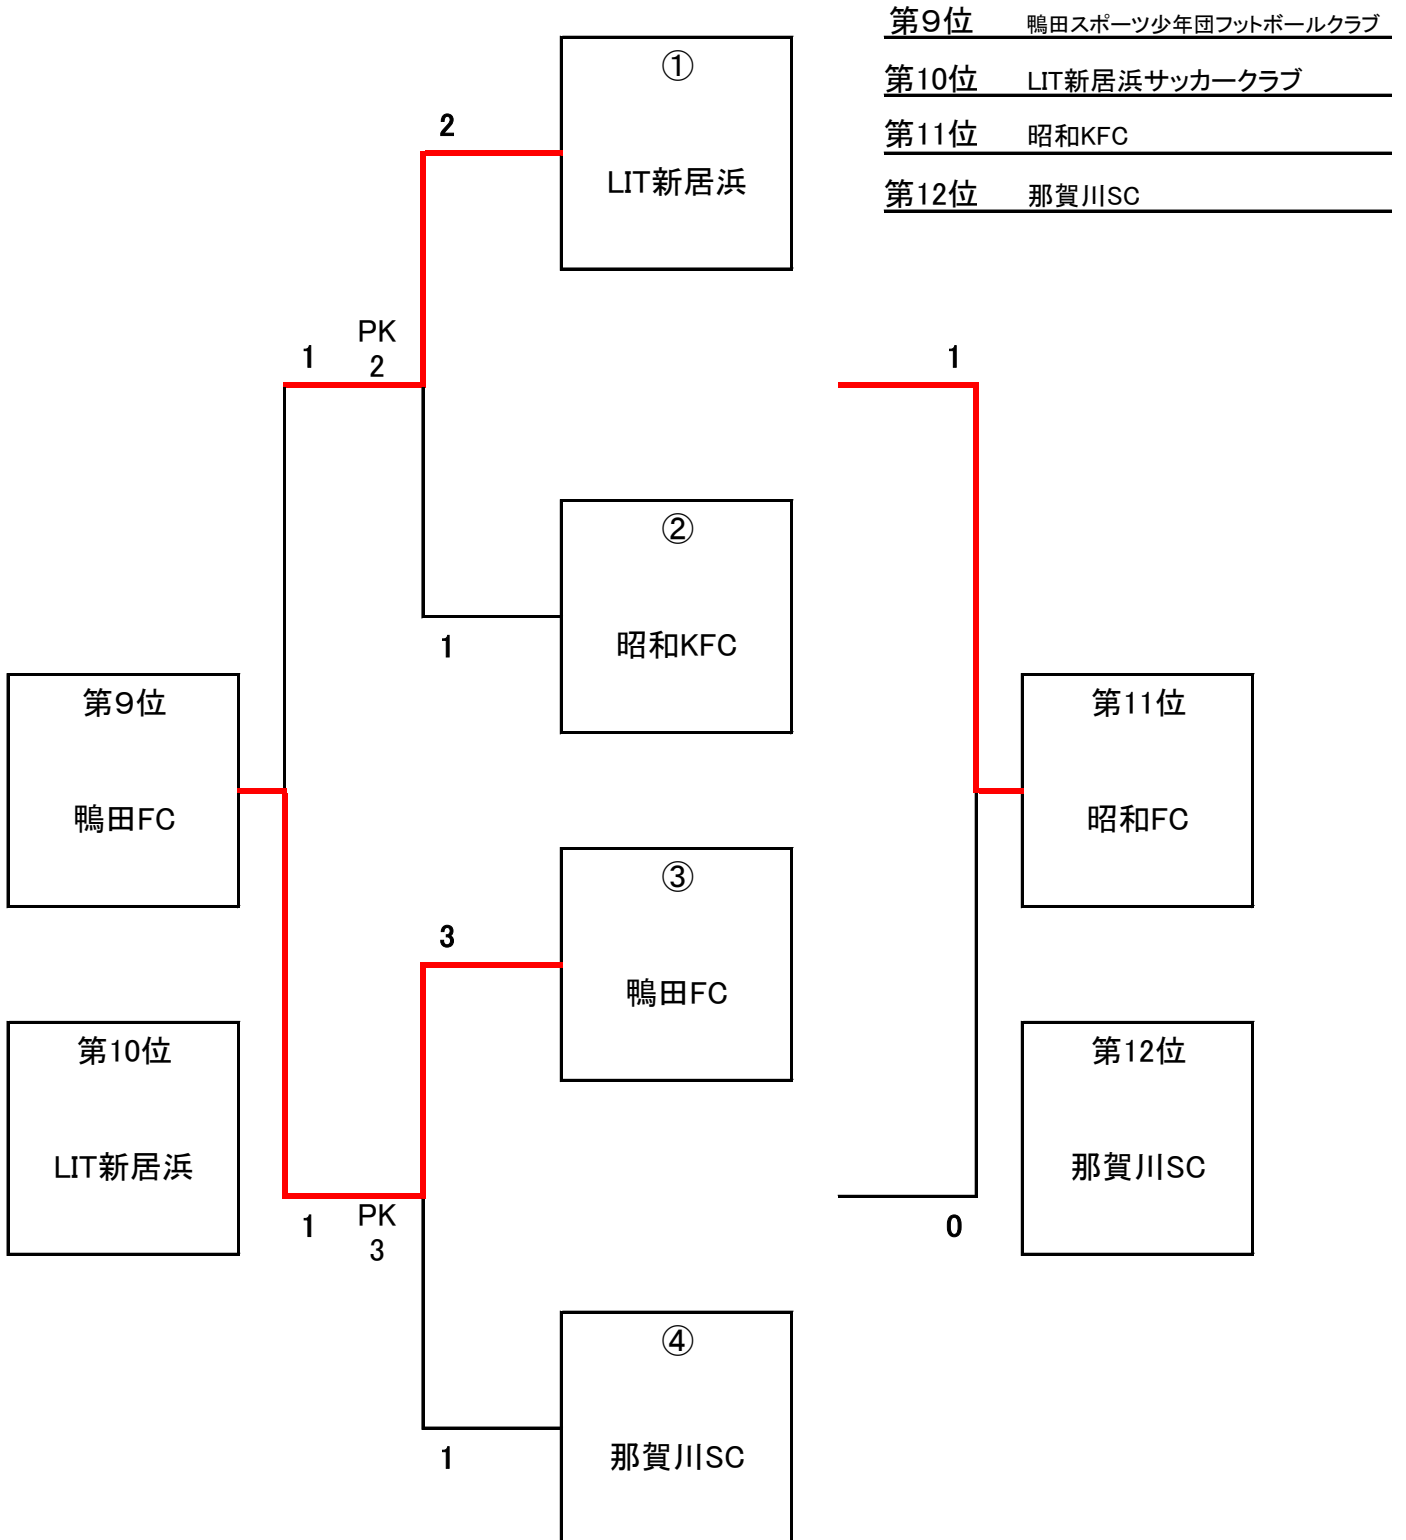 第９位 鴨田スポーツ少年団フットボールクラブ
①
第10位 LIT新居浜サッカークラブ
2
第11位 昭和KFC
LIT新居浜
第12位 那賀川SC
PK
1
2
1
②
1
昭和KFC
第９位
第11位
鴨田FC
昭和FC
③
3
鴨田FC
第10位
第12位
LIT新居浜
那賀川SC
1
PK
3
0
④
1
那賀川SC